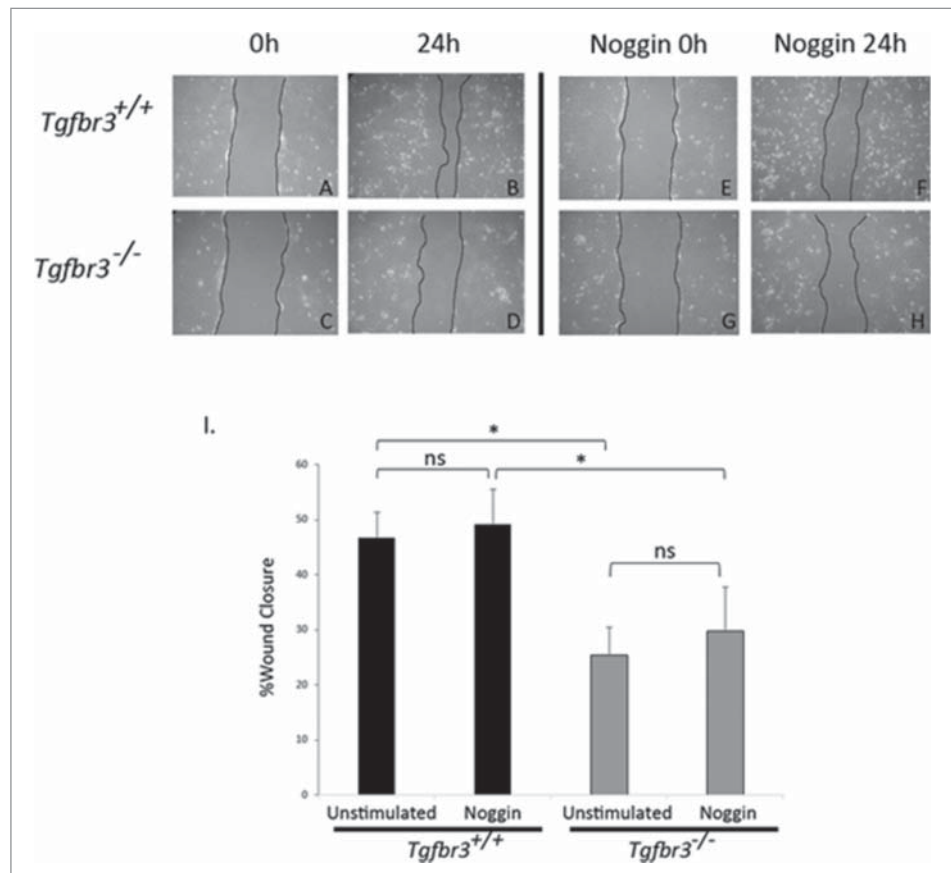 0h 24h Noggin 0h Noggin 24h
Tgfbr3+/+
A B E F
Tgfbr3-/-
C D G H
I.
*
ns *
60
50
ns
40
30
20
10
0
%Wound Closure
Unstimulated Noggin Unstimulated Noggin
Tgfbr3+/+ Tgfbr3-/-